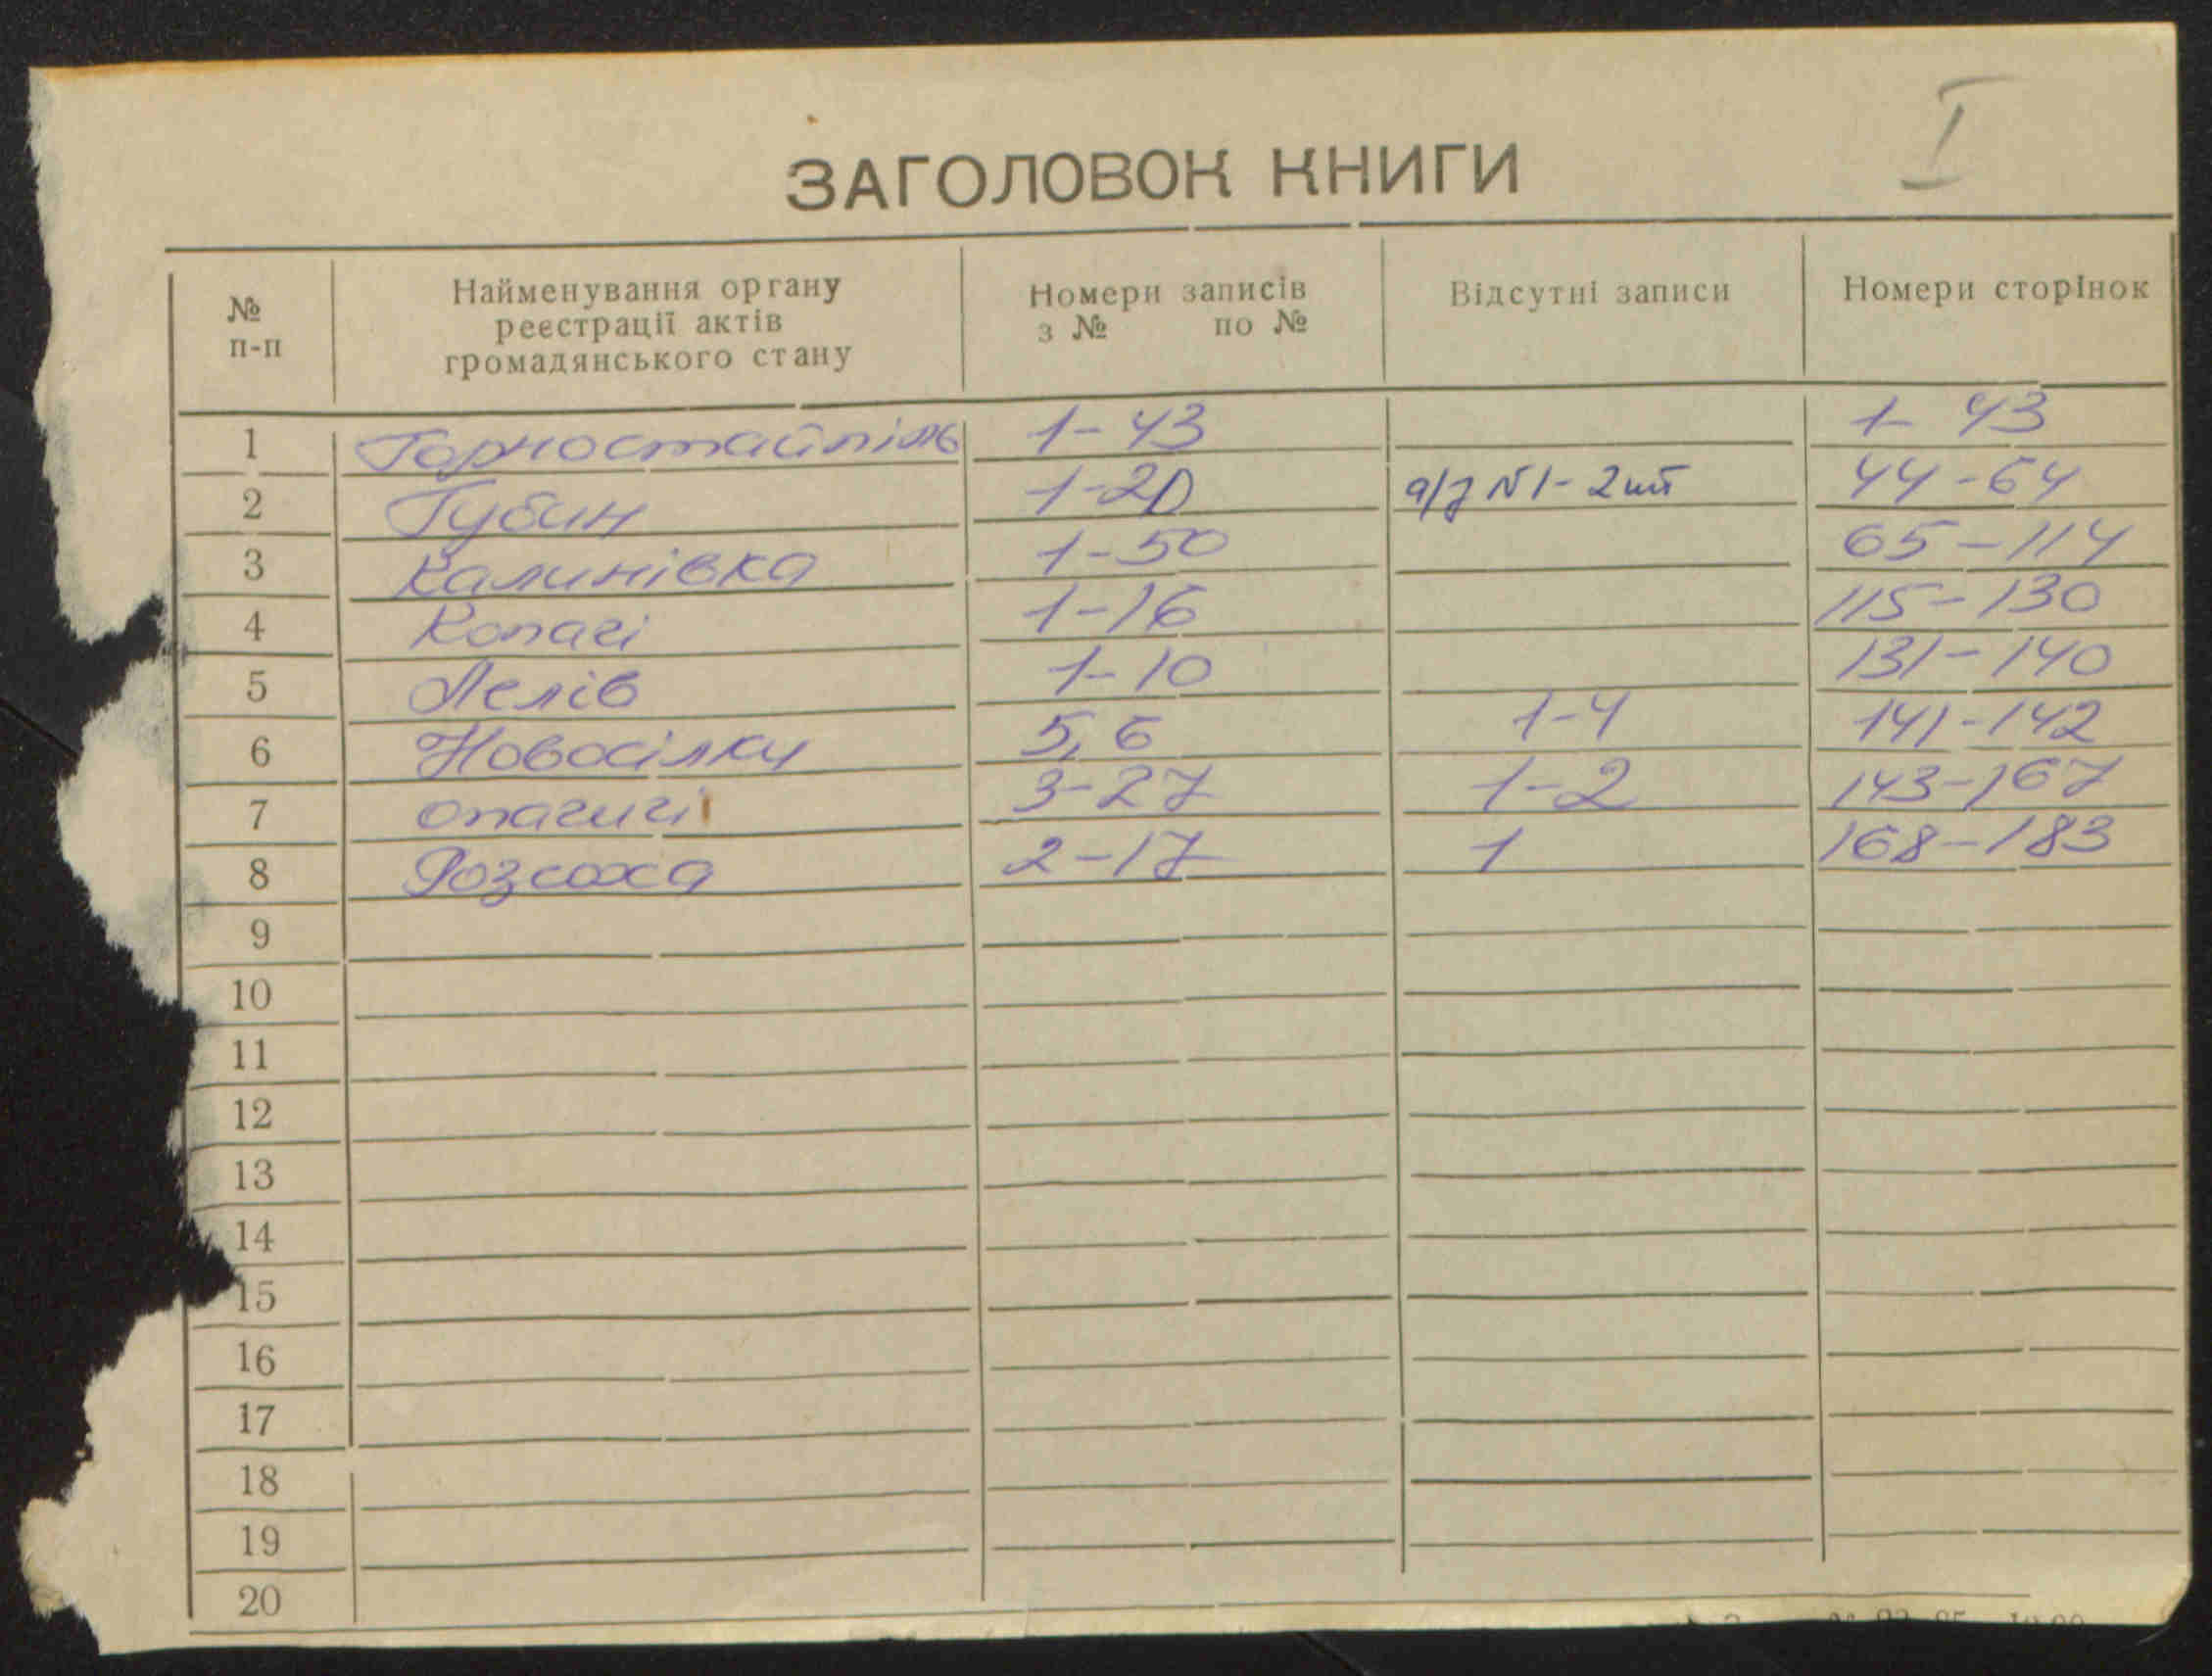 I
ЗАГОЛОВОК КНИГИ
№ п-п
Найменування органу реєстрації актів громадянського стану
Номери записів з № по №
Відсутні записи
Номери сторінок
1 Горностайпіль 1-43 1-43
2 Губин 1-20 а/з №1-2шт 44-64
3 Калинівка 1-50 65-114
4 Копачі 1-16 115-130
5 Лелів 1-10 131-140
6 Новосілки 5,6 1-4 141-142
7 опачичі 3-27 1-2 143-167
8 Розсоха 2-17 1 168-183
9
10
11
12
13
14
15
16
17
18
19
20